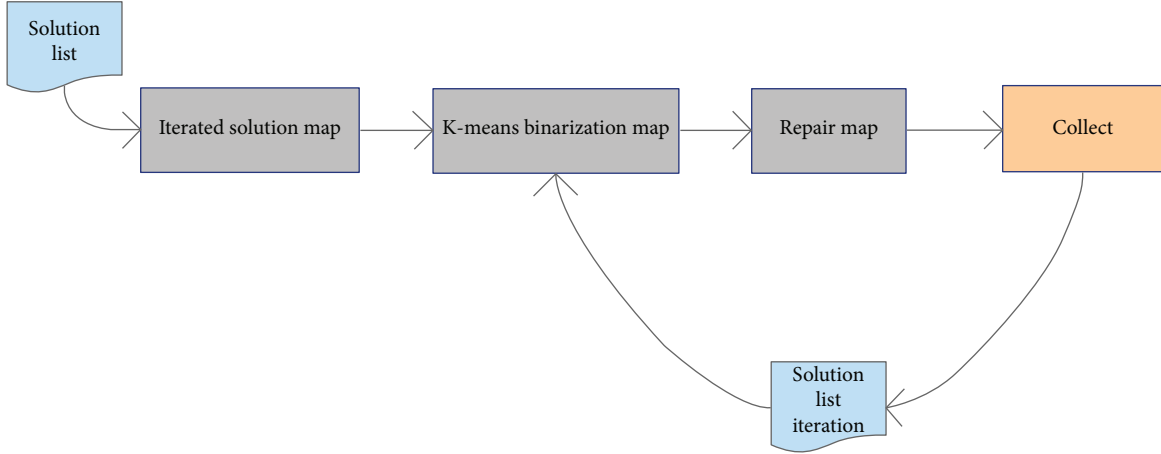 Solution
list
Iterated solution map
K-means binarization map
Repair map
Collect
Solution
list
iteration